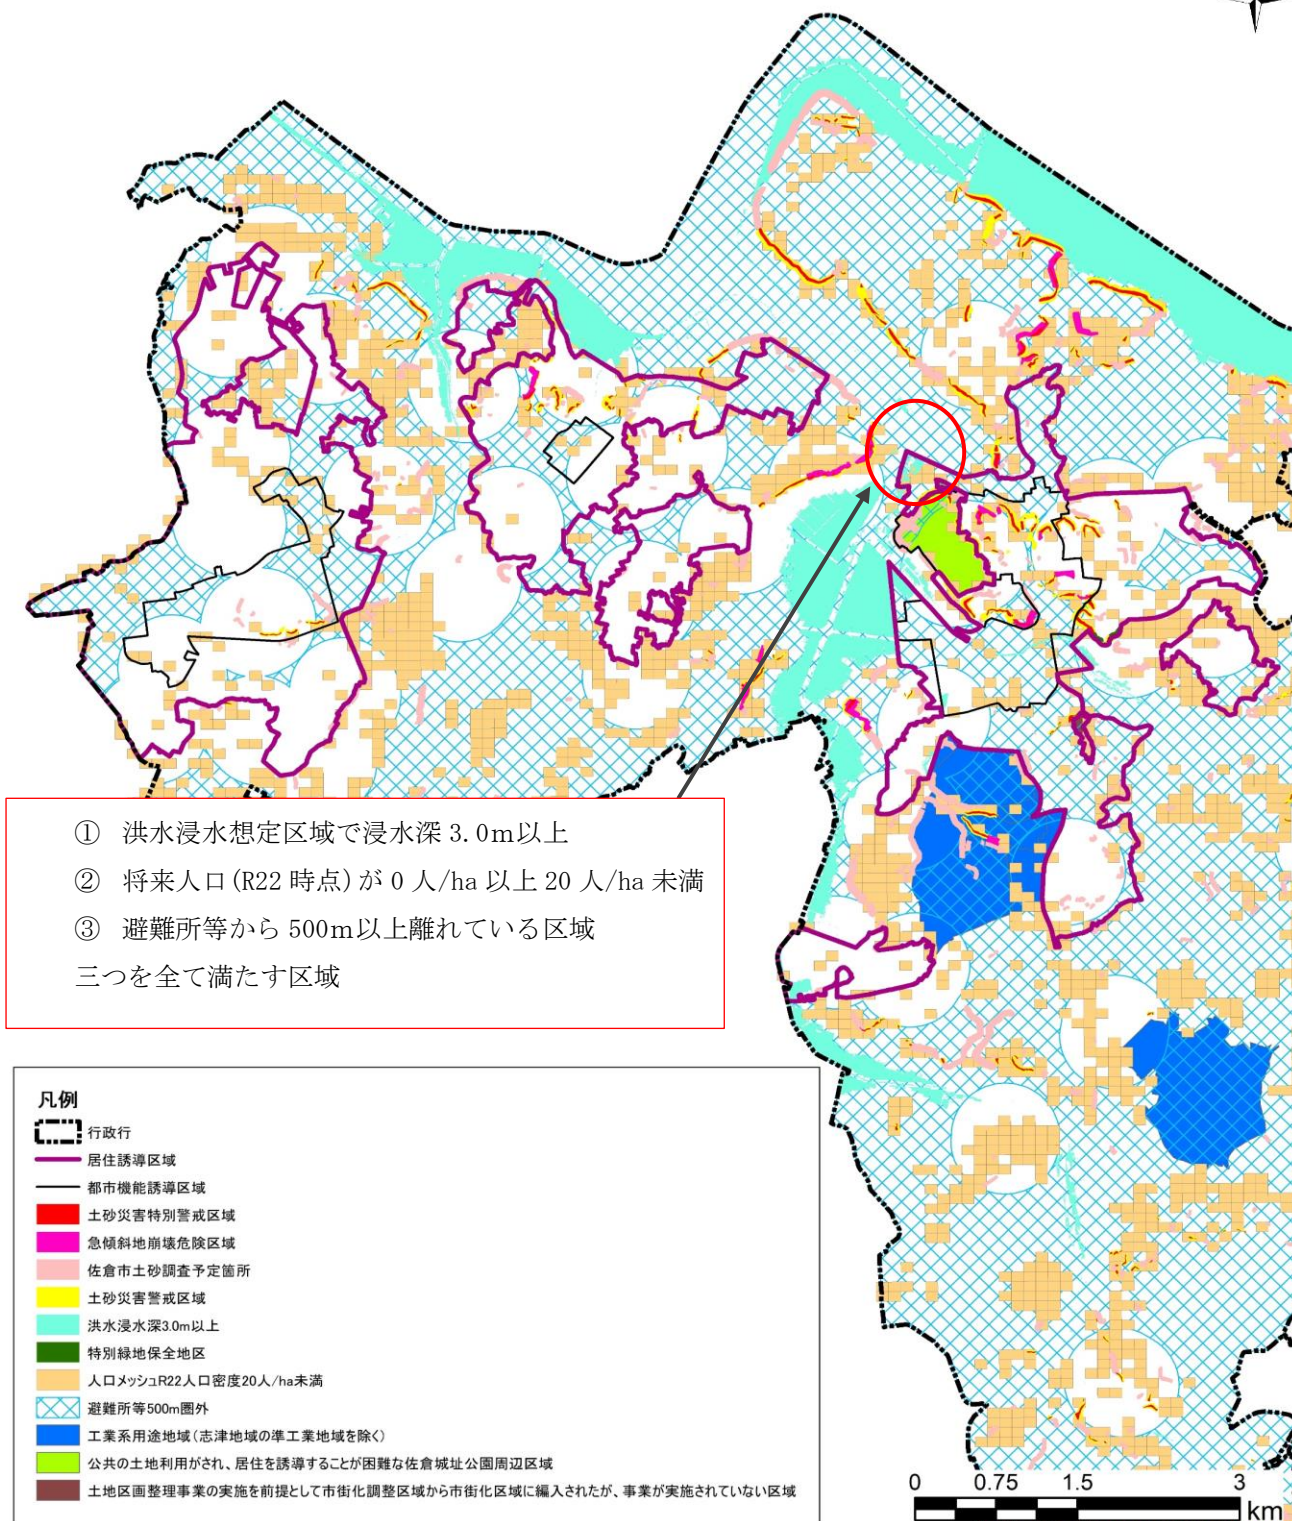 ① 洪水浸水想定区域で浸水深 3.0m以上
② 将来人口(R22 時点)が 0 人/ha 以上 20 人/ha 未満
③ 避難所等から 500m以上離れている区域
三つを全て満たす区域
凡例
行政行
居住誘導区域
都市機能誘導区域
土砂災害特別警戒区域
急傾斜地崩壊危険区域
佐倉市土砂調査予定箇所
土砂災害警戒区域
洪水浸水深3.0m以上
特別緑地保全地区
人口メッシュR22人口密度20人/ha未満
避難所等500m圏外
工業系用途地域(志津地域の準工業地域を除く)
公共の土地利用がされ、居住を誘導することが困難な佐倉城址公園周辺区域
土地区画整理事業の実施を前提として市街化調整区域から市街化区域に編入されたが、事業が実施されていない区域
0 0.75 1.5 3
km